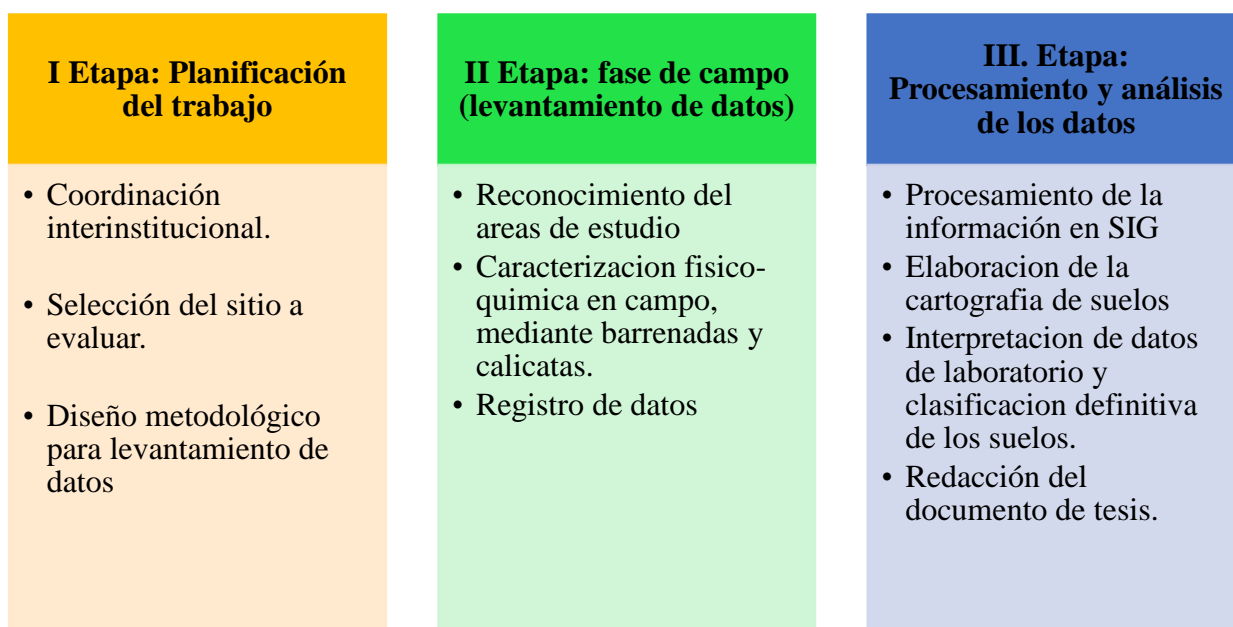 I Etapa: Planificación
del trabajo
• Coordinación
interinstitucional.
• Selección del sitio a
evaluar.
• Diseño metodológico
para levantamiento de
datos
II Etapa: fase de campo
(levantamiento de datos)
• Reconocimiento del
areas de estudio
• Caracterizacion fisico-
quimica en campo,
mediante barrenadas y
calicatas.
• Registro de datos
III. Etapa:
Procesamiento y análisis
de los datos
• Procesamiento de la
información en SIG
• Elaboracion de la
cartografia de suelos
• Interpretacion de datos
de laboratorio y
clasificacion definitiva
de los suelos.
• Redacción del
documento de tesis.